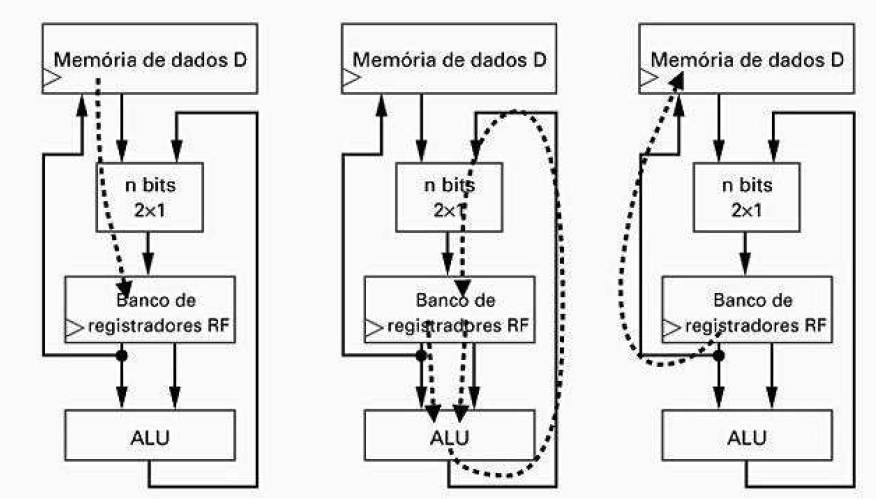 Memória de dados D
n bits
2×1
Banco de
registradores RF
ALU
Memória de dados D
n bits
2×1
Banco de
registradores RF
ALU
Memória de dados D
n bits
2×1
Banco de
registradores RF
ALU